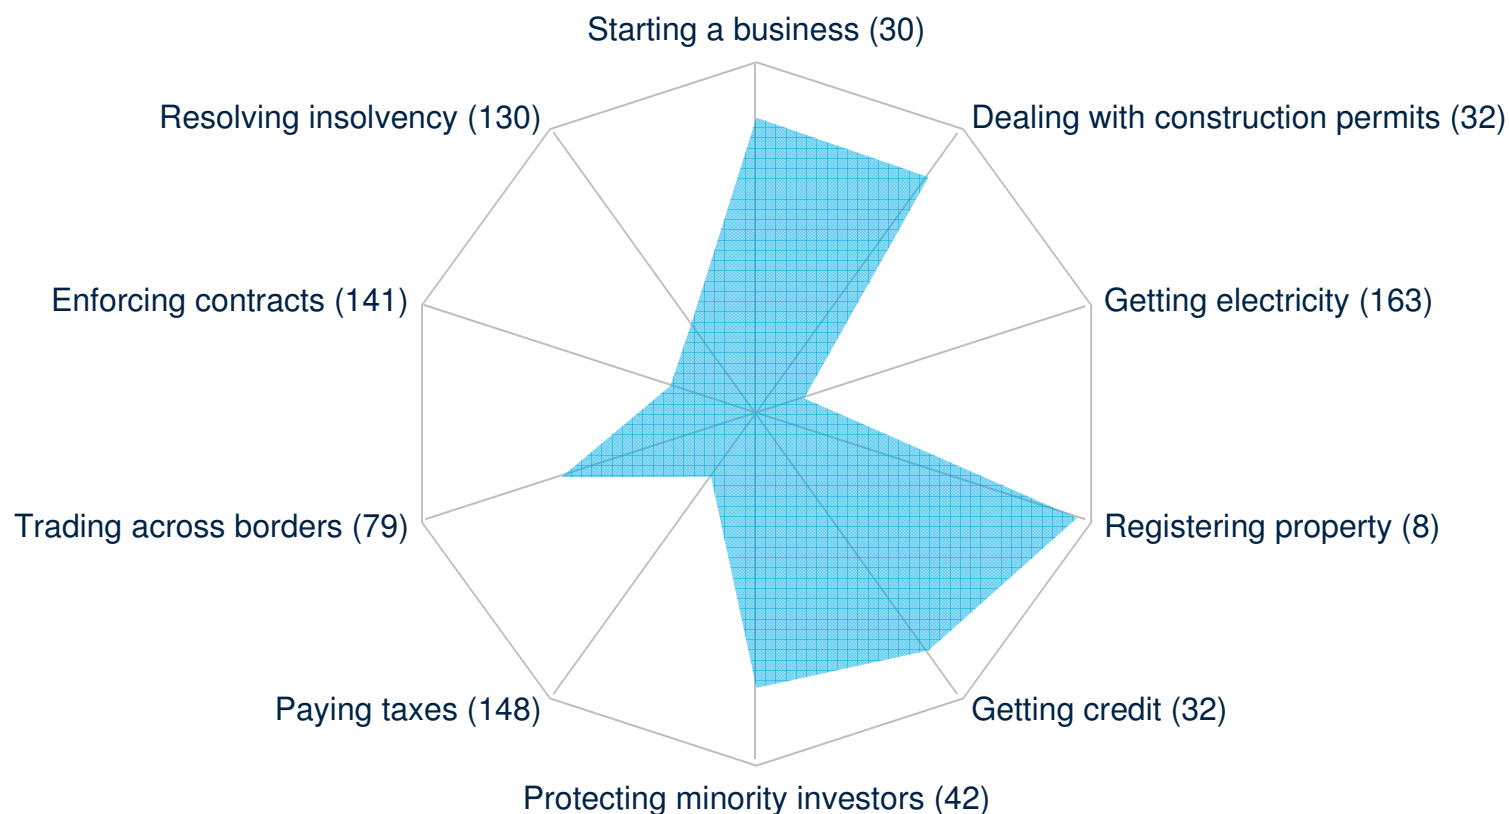 Starting a business (30)
Dealing with construction permits (32)
Resolving insolvency (130)
Getting electricity (163)
Enforcing contracts (141)
Registering property (8)
Trading across borders (79)
Getting credit (32)
Paying taxes (148)
Protecting minority investors (42)